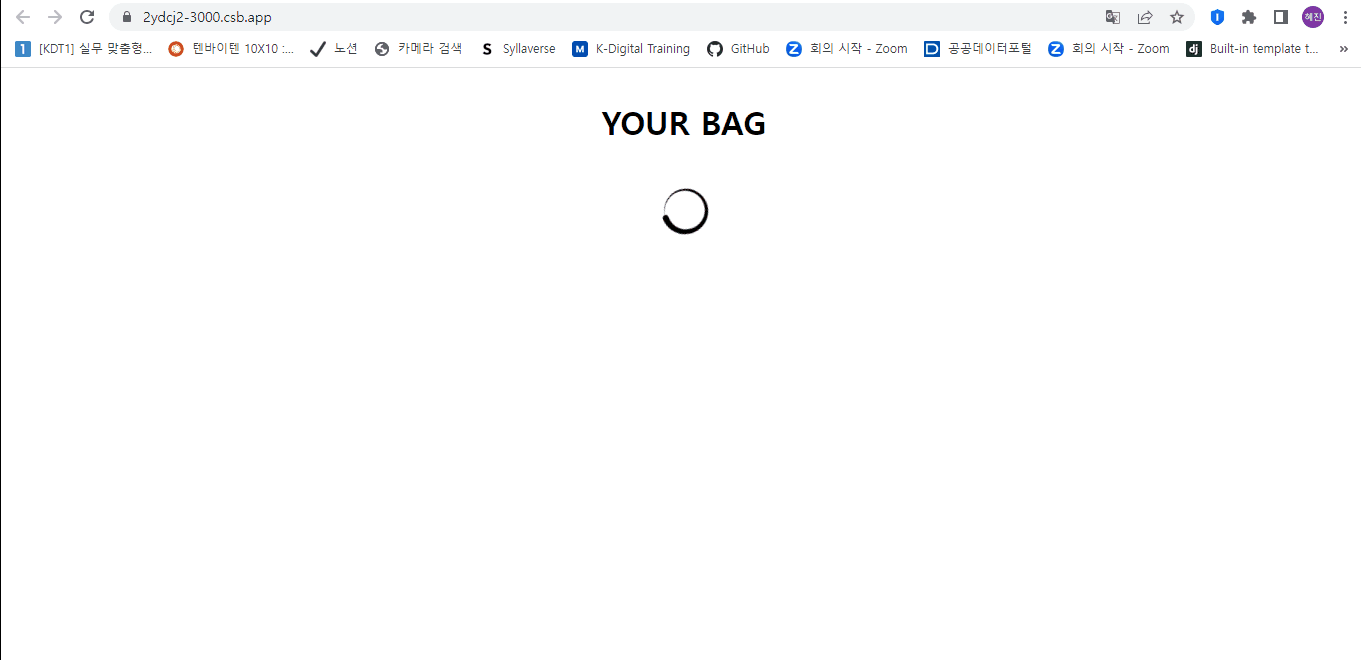 2ydcj2-3000.csb.app 혜진
1 [KDT1] 실무 맞춤형... 텐바이텐 10X10 :... 노션 카메라 검색 S Syllaverse M K-Digital Training GitHub Z 회의 시작 - Zoom D 공공데이터포털 Z 회의 시작 - Zoom dj Built-in template t... »
YOUR BAG